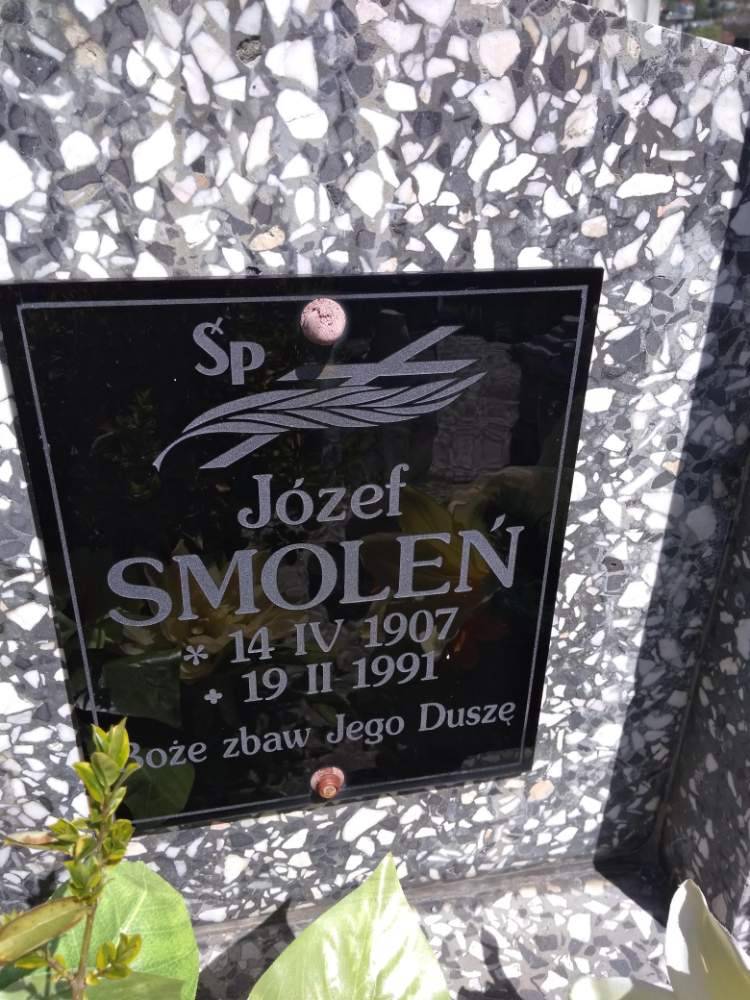 Śp
Józef
SMOLEŃ
* 14 IV 1907
+ 19 II 1991
Boże zbaw Jego Duszę